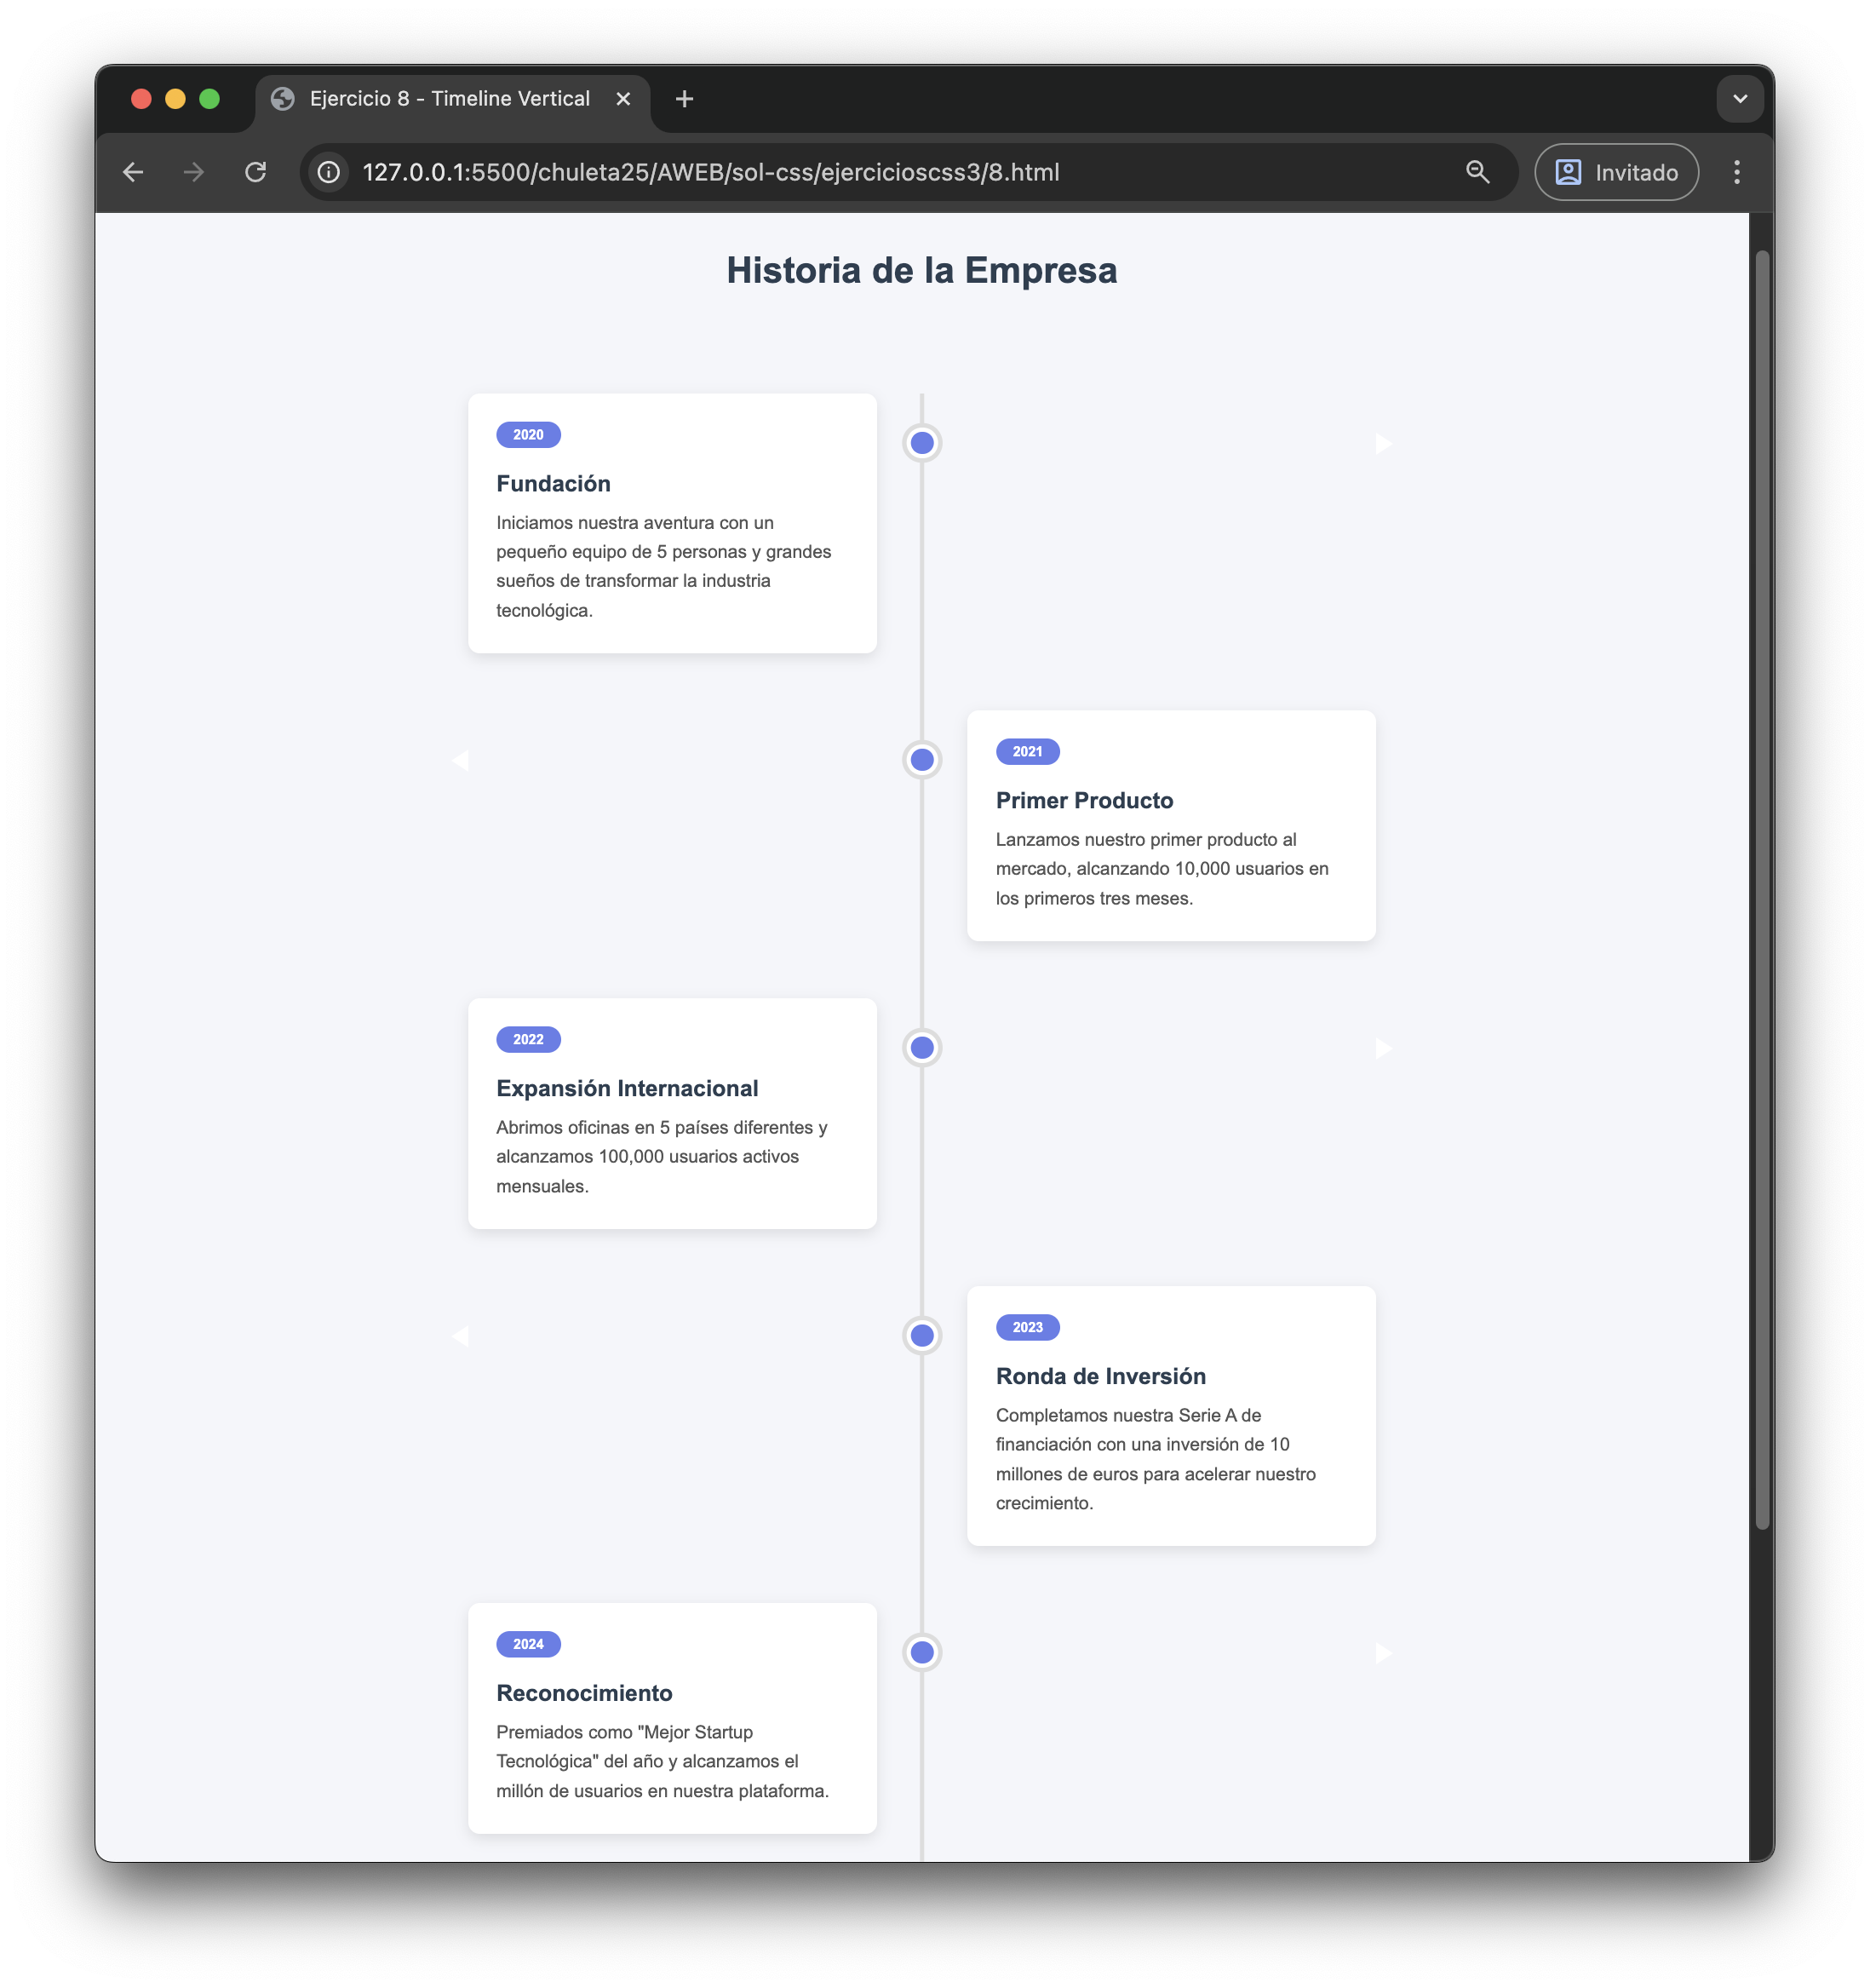 Ejercicio 8 - Timeline Vertical
127.0.0.1:5500/chuleta25/AWEB/sol-css/ejercicioscss3/8.html
Invitado
Historia de la Empresa
2020
Fundación
Iniciamos nuestra aventura con un
pequeño equipo de 5 personas y grandes
sueños de transformar la industria
tecnológica.
2021
Primer Producto
Lanzamos nuestro primer producto al
mercado, alcanzando 10,000 usuarios en
los primeros tres meses.
2022
Expansión Internacional
Abrimos oficinas en 5 países diferentes y
alcanzamos 100,000 usuarios activos
mensuales.
2023
Ronda de Inversión
Completamos nuestra Serie A de
financiación con una inversión de 10
millones de euros para acelerar nuestro
crecimiento.
2024
Reconocimiento
Premiados como "Mejor Startup
Tecnológica" del año y alcanzamos el
millón de usuarios en nuestra plataforma.